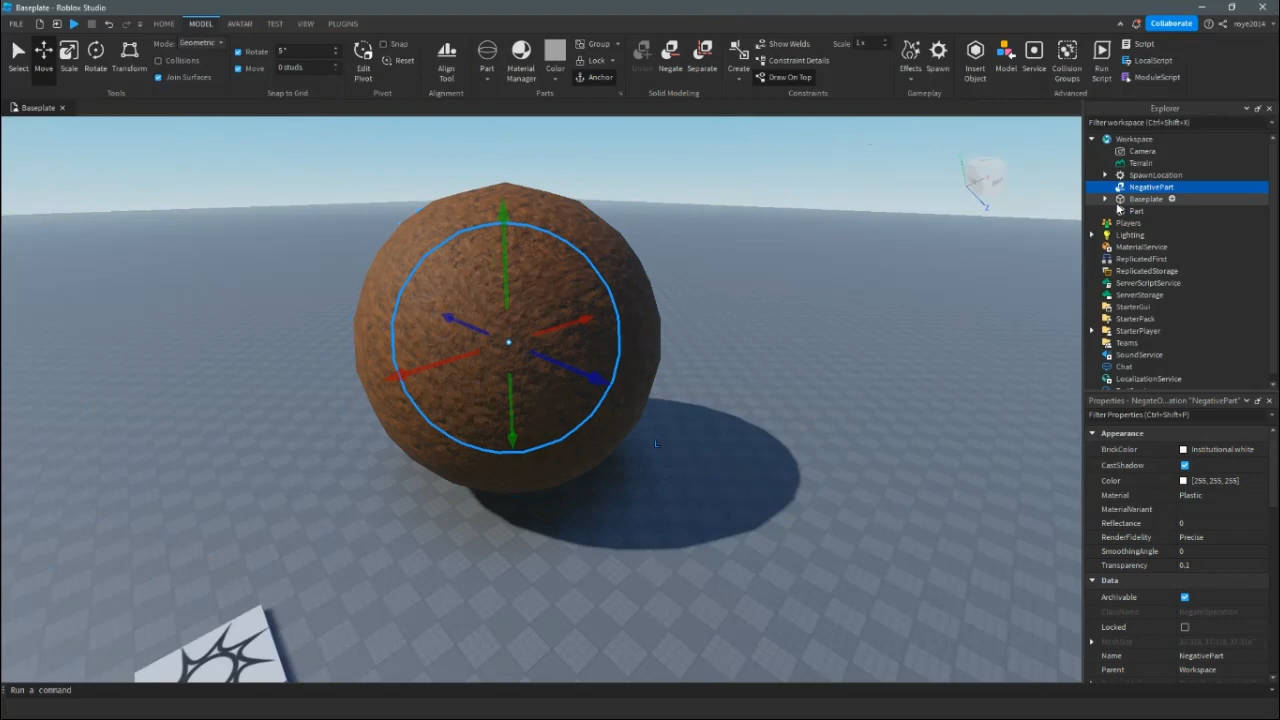 Baseplate - Roblox Studio
FILE HOME MODEL AVATAR TEST VIEW PLUGINS Collaborate roye2014
Mode: Geometric Rotate 5° Snap Group Show Welds Scale 1x Script
Collisions Move 0 studs Reset Lock Constraint Details LocalScript
Join Surfaces Anchor Draw On Top ModuleScript
Select Move Scale Rotate Transform Edit Pivot Align Tool Part Material Manager Color Union Negate Separate Create Effects Spawn Insert Object Model Service Collision Groups Run Script
Tools Snap to Grid Pivot Alignment Parts Solid Modeling Constraints Gameplay Advanced
Baseplate
Explorer
Filter workspace (Ctrl+Shift+X)
Workspace
Camera
Terrain
SpawnLocation
NegativePart
Baseplate
Part
Players
Lighting
MaterialService
ReplicatedFirst
ReplicatedStorage
ServerScriptService
ServerStorage
StarterGui
StarterPack
StarterPlayer
Teams
SoundService
Chat
LocalizationService
Properties - NegateO...ation "NegativePart"
Filter Properties (Ctrl+Shift+P)
Appearance
BrickColor Institutional white
CastShadow
Color [255, 255, 255]
Material Plastic
MaterialVariant
Reflectance 0
RenderFidelity Precise
SmoothingAngle 0
Transparency 0.1
Data
Archivable
ClassName NegateOperation
Locked
MeshSize
Name NegativePart
Parent Workspace
Z
L
Run a command